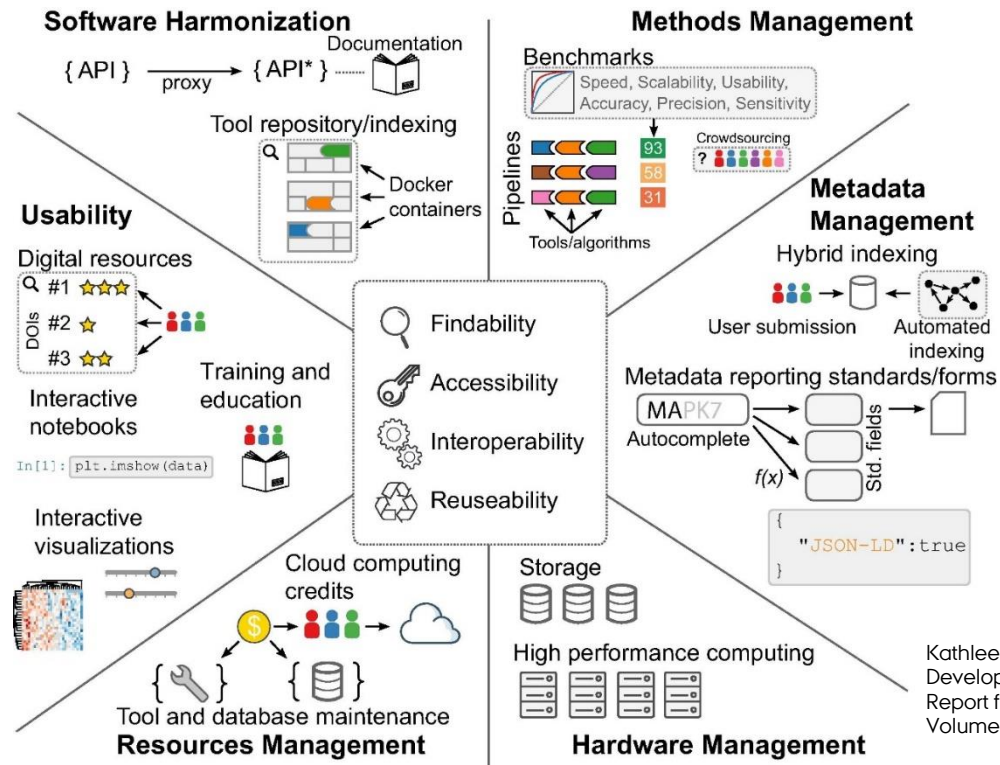 Software Harmonization
{ API }
proxy
{ API* }
Documentation
Tool repository/indexing
Docker
containers
Methods Management
Benchmarks
Speed, Scalability, Usability,
Accuracy, Precision, Sensitivity
Pipelines
93
58
31
Crowdsourcing
?
Tools/algorithms
Usability
Digital resources
DOIs
#1
#2
#3
Interactive
notebooks
In[1]: plt.imshow(data)
Training and
education
Interactive
visualizations
Findability
Accessibility
Interoperability
Reuseability
Metadata
Management
Hybrid indexing
User submission
Automated
indexing
Metadata reporting standards/forms
MAPK7
Autocomplete
f(x)
Std. fields
{
"JSON-LD":true
}
Cloud computing
credits
$
{ }
{ }
Tool and database maintenance
Resources Management
Storage
High performance computing
Hardware Management
Kathlee
Develop
Report f
Volume